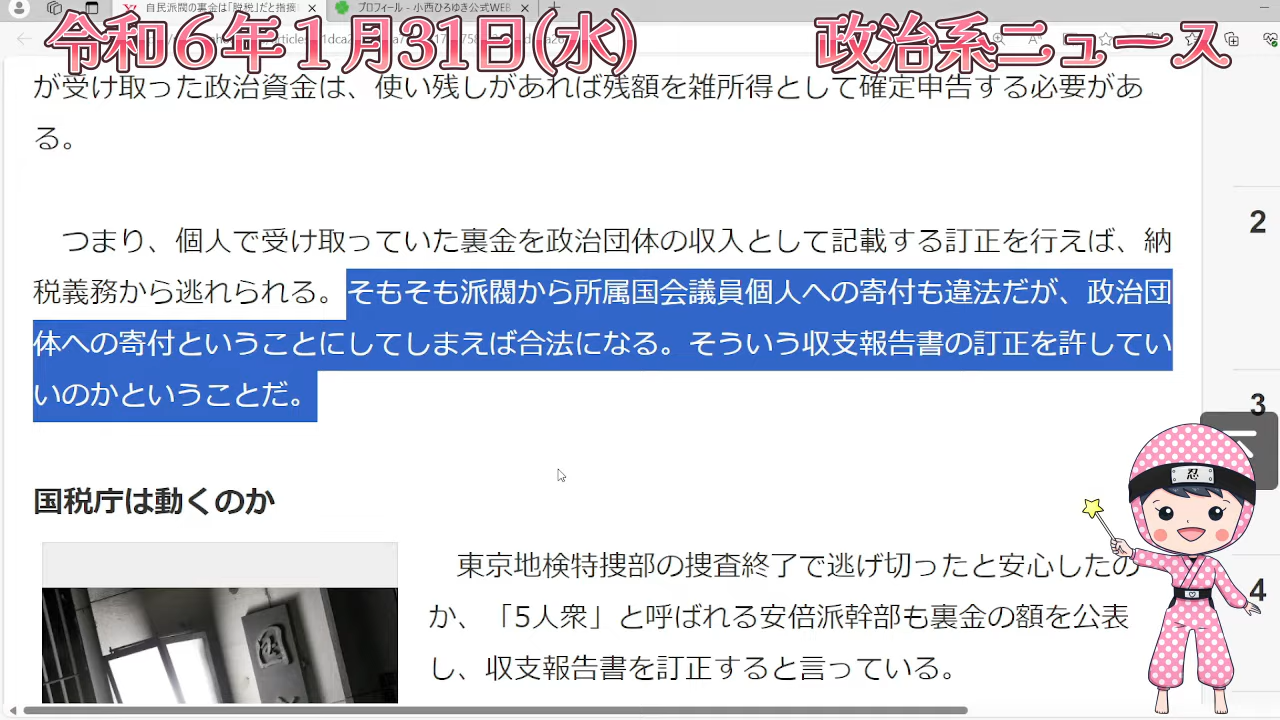 自民派閥の裏金は「脱税」だと指摘
プロフィール - 小西ひろゆき公式WEB
令和６年１月31日(水)
政治系ニュース
が受け取った政治資金は、使い残しがあれば残額を雑所得として確定申告する必要があ
る。
つまり、個人で受け取っていた裏金を政治団体の収入として記載する訂正を行えば、納
税義務から逃れられる。そもそも派閥から所属国会議員個人への寄付も違法だが、政治団
体への寄付ということにしてしまえば合法になる。そういう収支報告書の訂正を許してい
いのかということだ。
2
3
国税庁は動くのか
忍
東京地検特捜部の捜査終了で逃げ切ったと安心したの
か、「5人衆」と呼ばれる安倍派幹部も裏金の額を公表
し、収支報告書を訂正すると言っている。
4